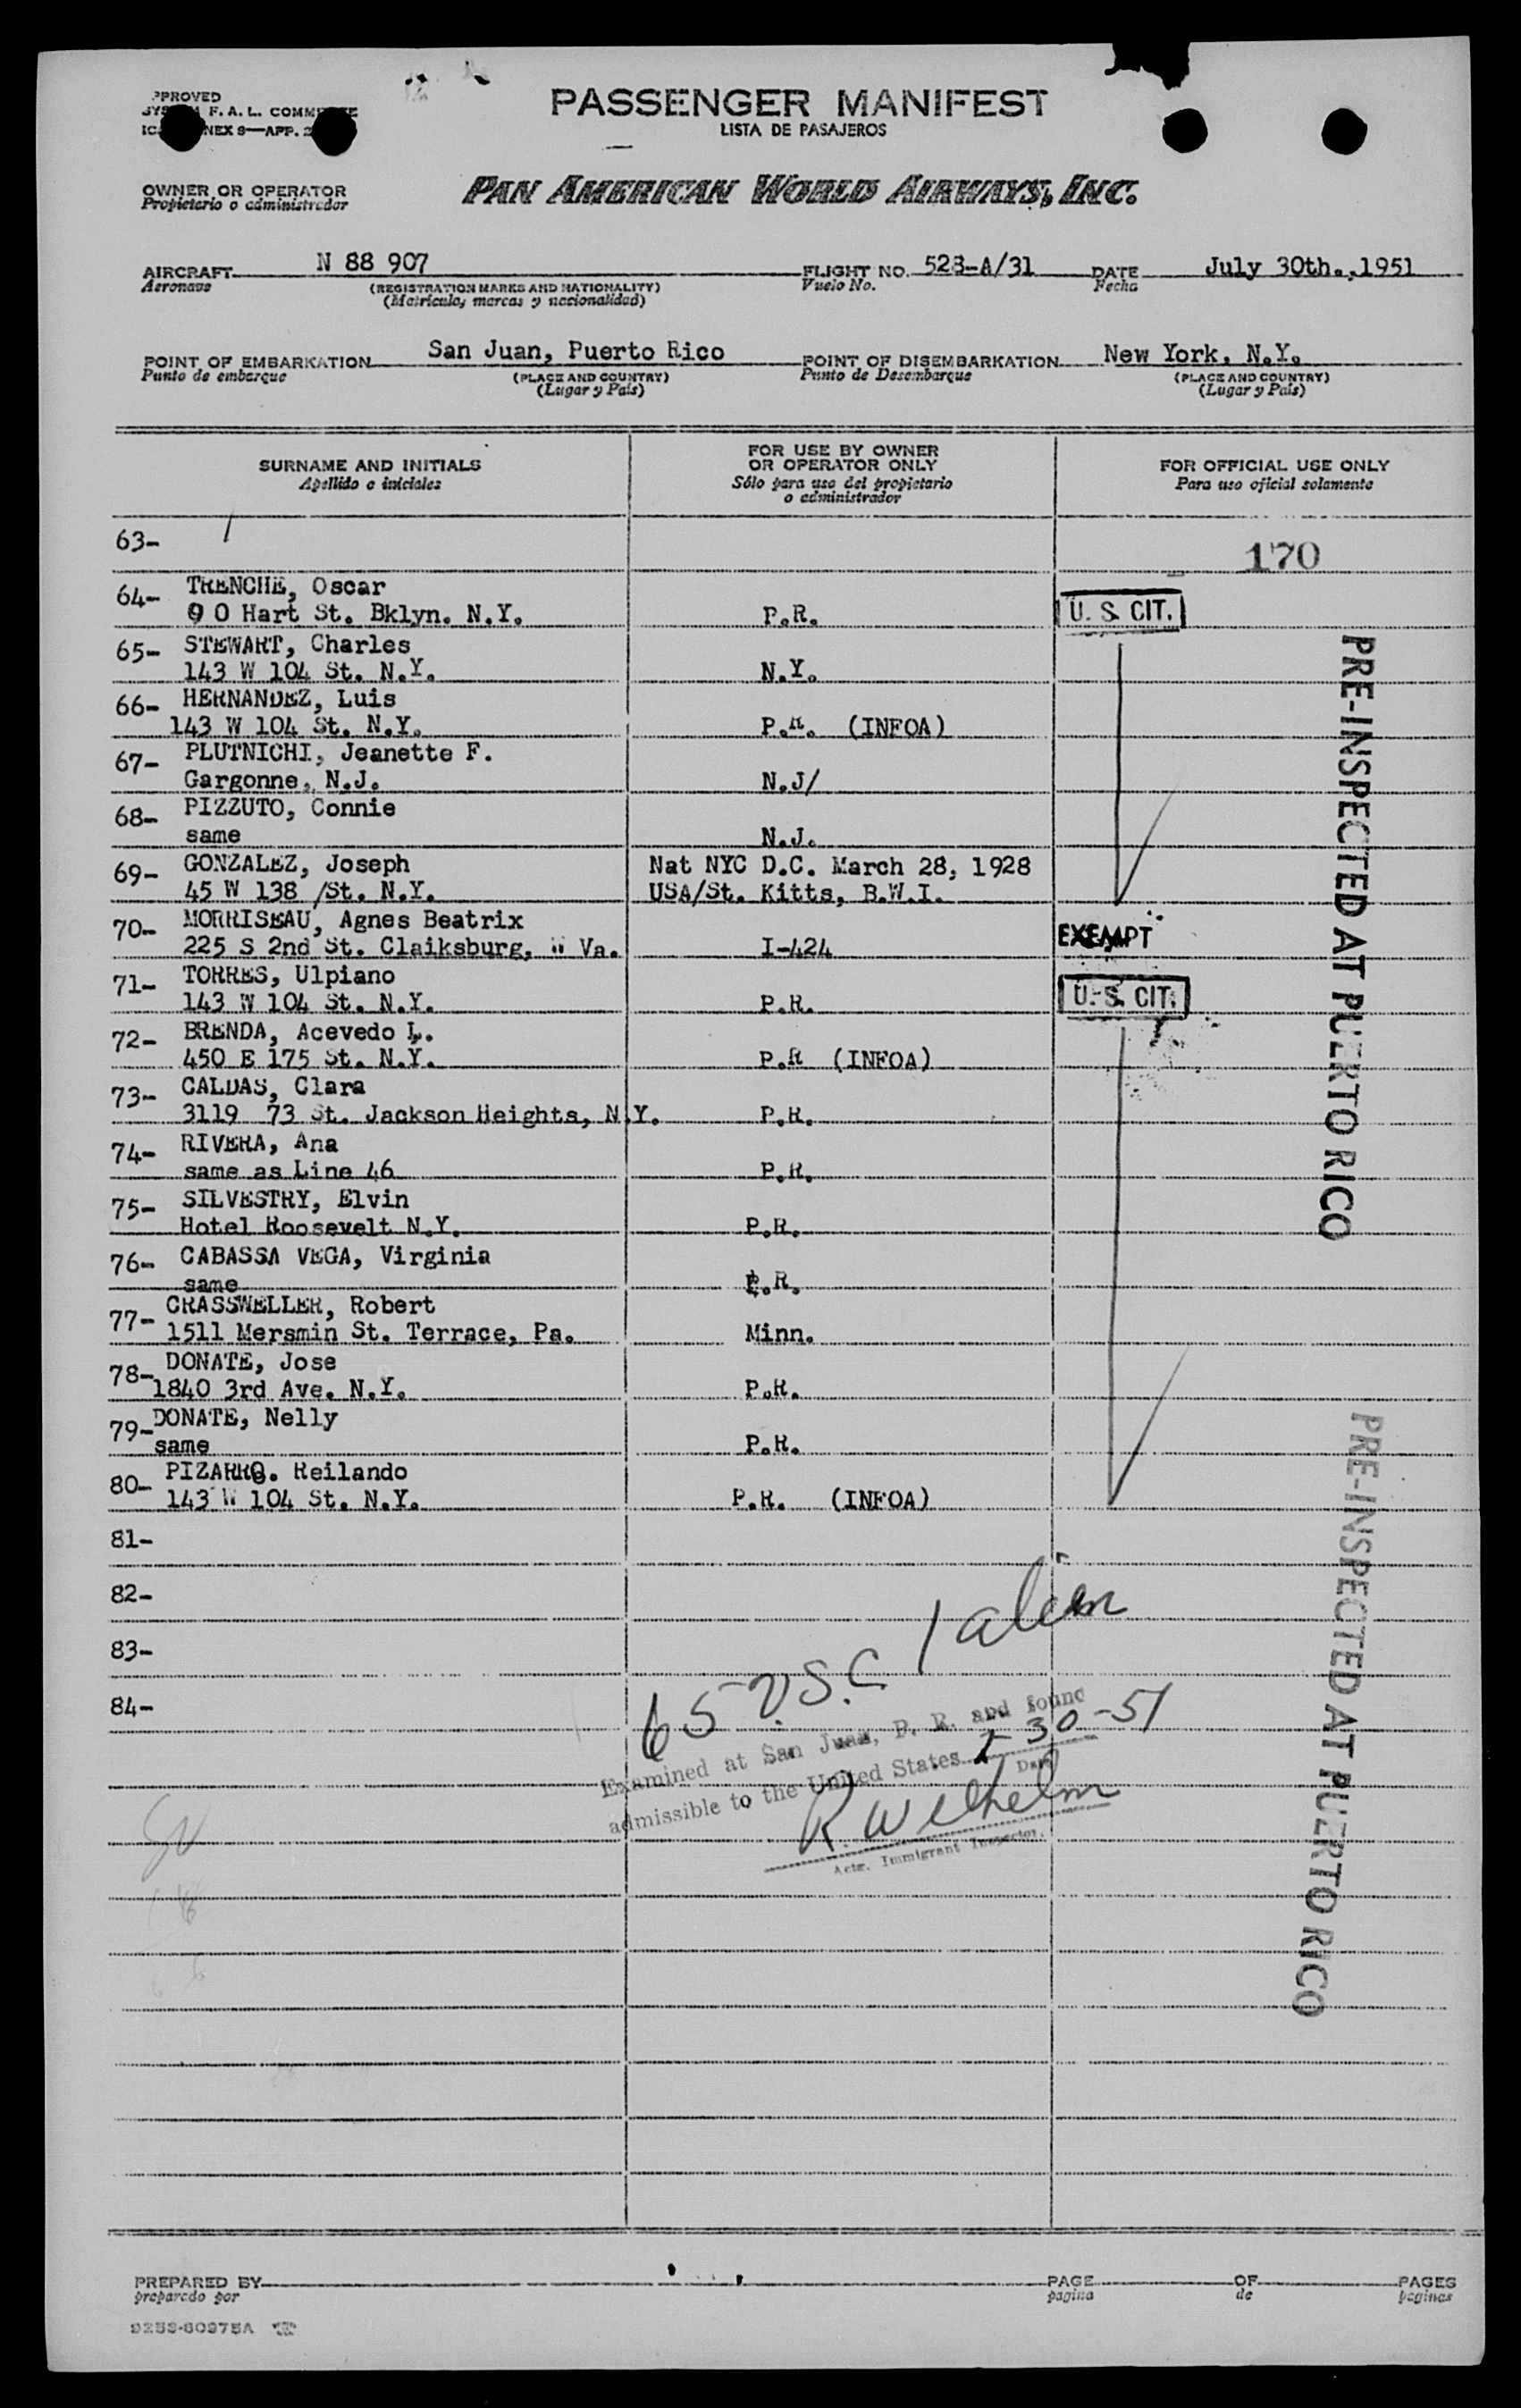 PASSENGER MANIFEST
LISTA DE PASAJEROS
PPROVED
F. A. L.
NEX 9—APP.
OWNER OR OPERATOR
Propietario o administrador
PAN AMERICAN WORLD AIRWAYS, INC.
AIRCRAFT N 88 907 FLIGHT NO. 528-A/31 DATE July 30th.,1951
Aeronave (REGISTRATION MARKS AND NATIONALITY) Vuelo No. Fecha
(Matricula, marcas y nacionalidad)
POINT OF EMBARKATION San Juan, Puerto Rico POINT OF DISEMBARKATION New York, N.Y.
Punto de embarque (PLACE AND COUNTRY) Punto de Desembarque (PLACE AND COUNTRY)
(Lugar y País) (Lugar y País)
SURNAME AND INITIALS
Apellido e iniciales
FOR USE BY OWNER
OR OPERATOR ONLY
Sólo para uso del propietario
o administrador
FOR OFFICIAL USE ONLY
Para uso oficial solamente
63-
170
64- TRENCHE, Oscar
9 0 Hart St. Bklyn. N.Y. P.R. U. S. CIT.
65- STEWART, Charles
143 W 104 St. N.Y. N.Y.
66- HERNANDEZ, Luis
143 W 104 St. N.Y. P.R. (INFOA)
67- PLUTNICHI, Jeanette F.
Gargonne, N.J. N.J/
68- PIZZUTO, Connie
same N.J.
69- GONZALEZ, Joseph Nat NYC D.C. March 28, 1928
45 W 138 /St. N.Y. USA/St. Kitts, B.W.I.
70- MORRISEAU, Agnes Beatrix EXEMPT
225 S 2nd St. Claiksburg, W Va. I-424
71- TORRES, Ulpiano
143 W 104 St. N.Y. P.R. U. S. CIT.
72- BRENDA, Acevedo L.
450 E 175 St. N.Y. P.R (INFOA)
73- CALDAS, Clara
3119 73 St. Jackson Heights, N.Y. P.R.
74- RIVERA, Ana
same as Line 46 P.R.
75- SILVESTRY, Elvin
Hotel Roosevelt N.Y. P.R.
76- CABASSA VEGA, Virginia
same P.R.
77- CRASSWELLER, Robert
1511 Mersmin St. Terrace, Pa. Minn.
78- DONATE, Jose
1840 3rd Ave. N.Y. P.R.
79- DONATE, Nelly
same P.R.
80- PIZARRO. Reilando
143 W 104 St. N.Y. P.R. (INFOA)
81-
82-
83-
84-
PRE-INSPECTED AT PUERTO RICO
PRE-INSPECTED AT PUERTO RICO
65 U.S.C 1 alien
Examined at San Juan, P. R. and found
admissible to the United States 7-30-51
Date
R Wilhelm
Actg. Immigrant Inspector.
PREPARED BY PAGE OF PAGES
preparado por pagina de paginas